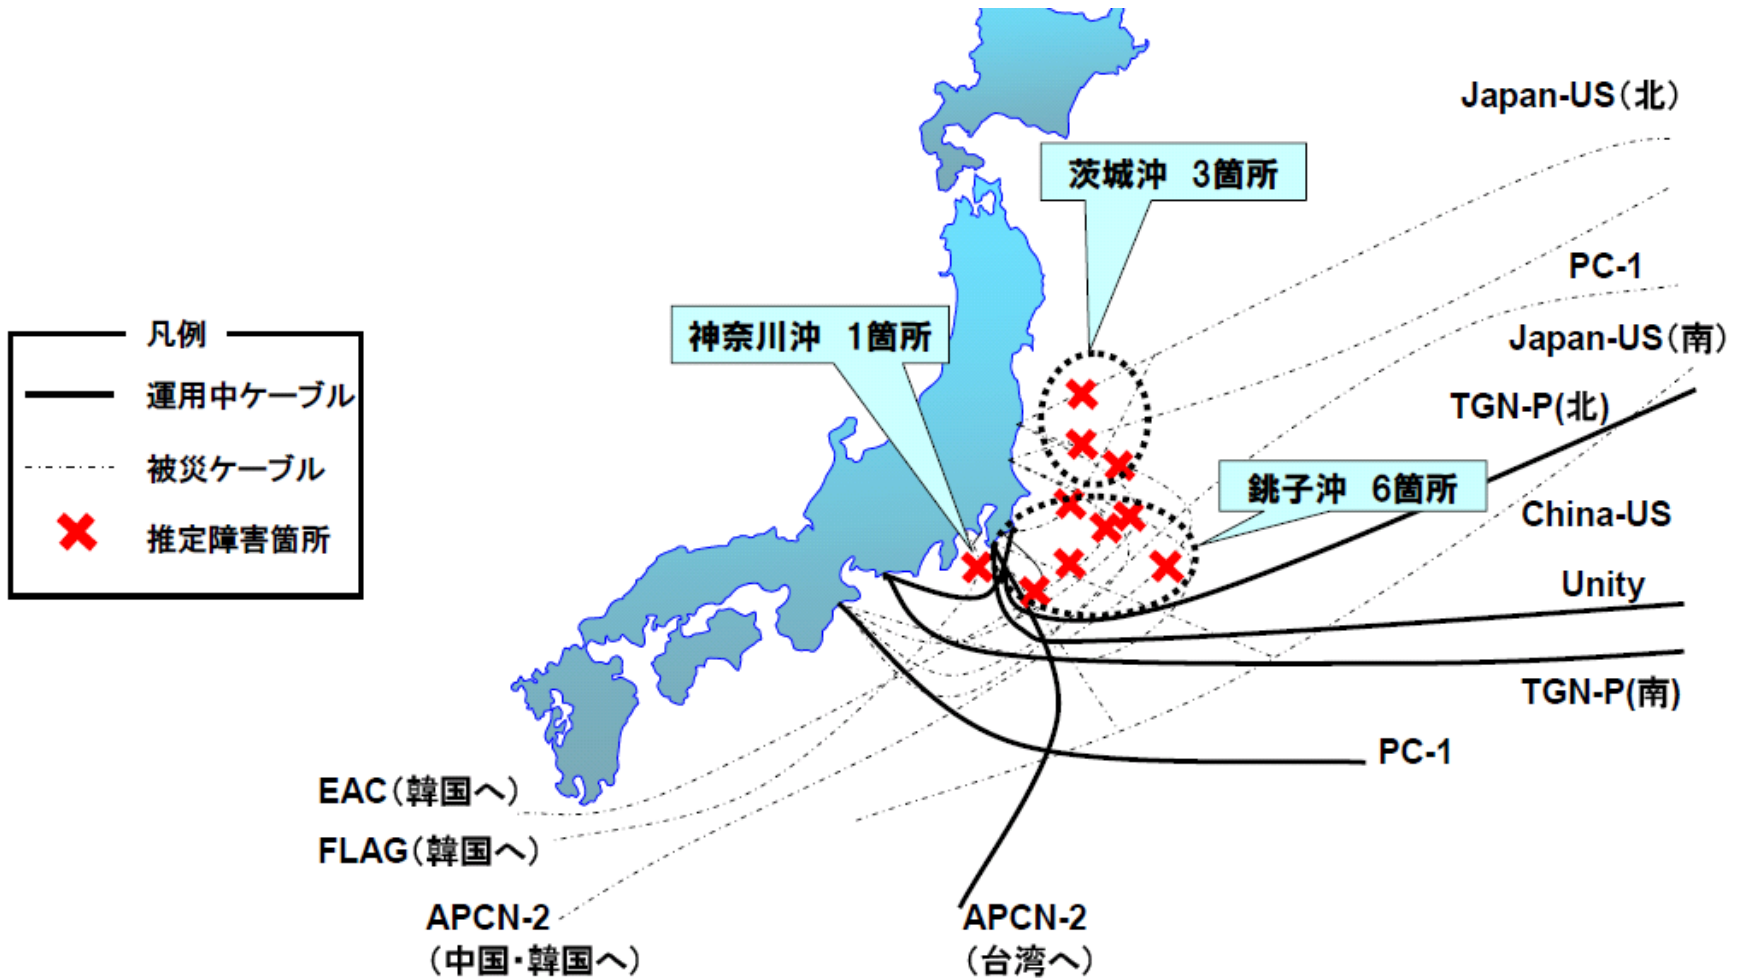 Japan-US（北）
茨城沖　3箇所
PC-1
神奈川沖　1箇所
Japan-US（南）
凡例
運用中ケーブル
被災ケーブル
推定障害箇所
TGN-P(北)
銚子沖　6箇所
China-US
Unity
TGN-P(南)
PC-1
EAC（韓国へ）
FLAG（韓国へ）
APCN-2
（中国・韓国へ）
APCN-2
（台湾へ）